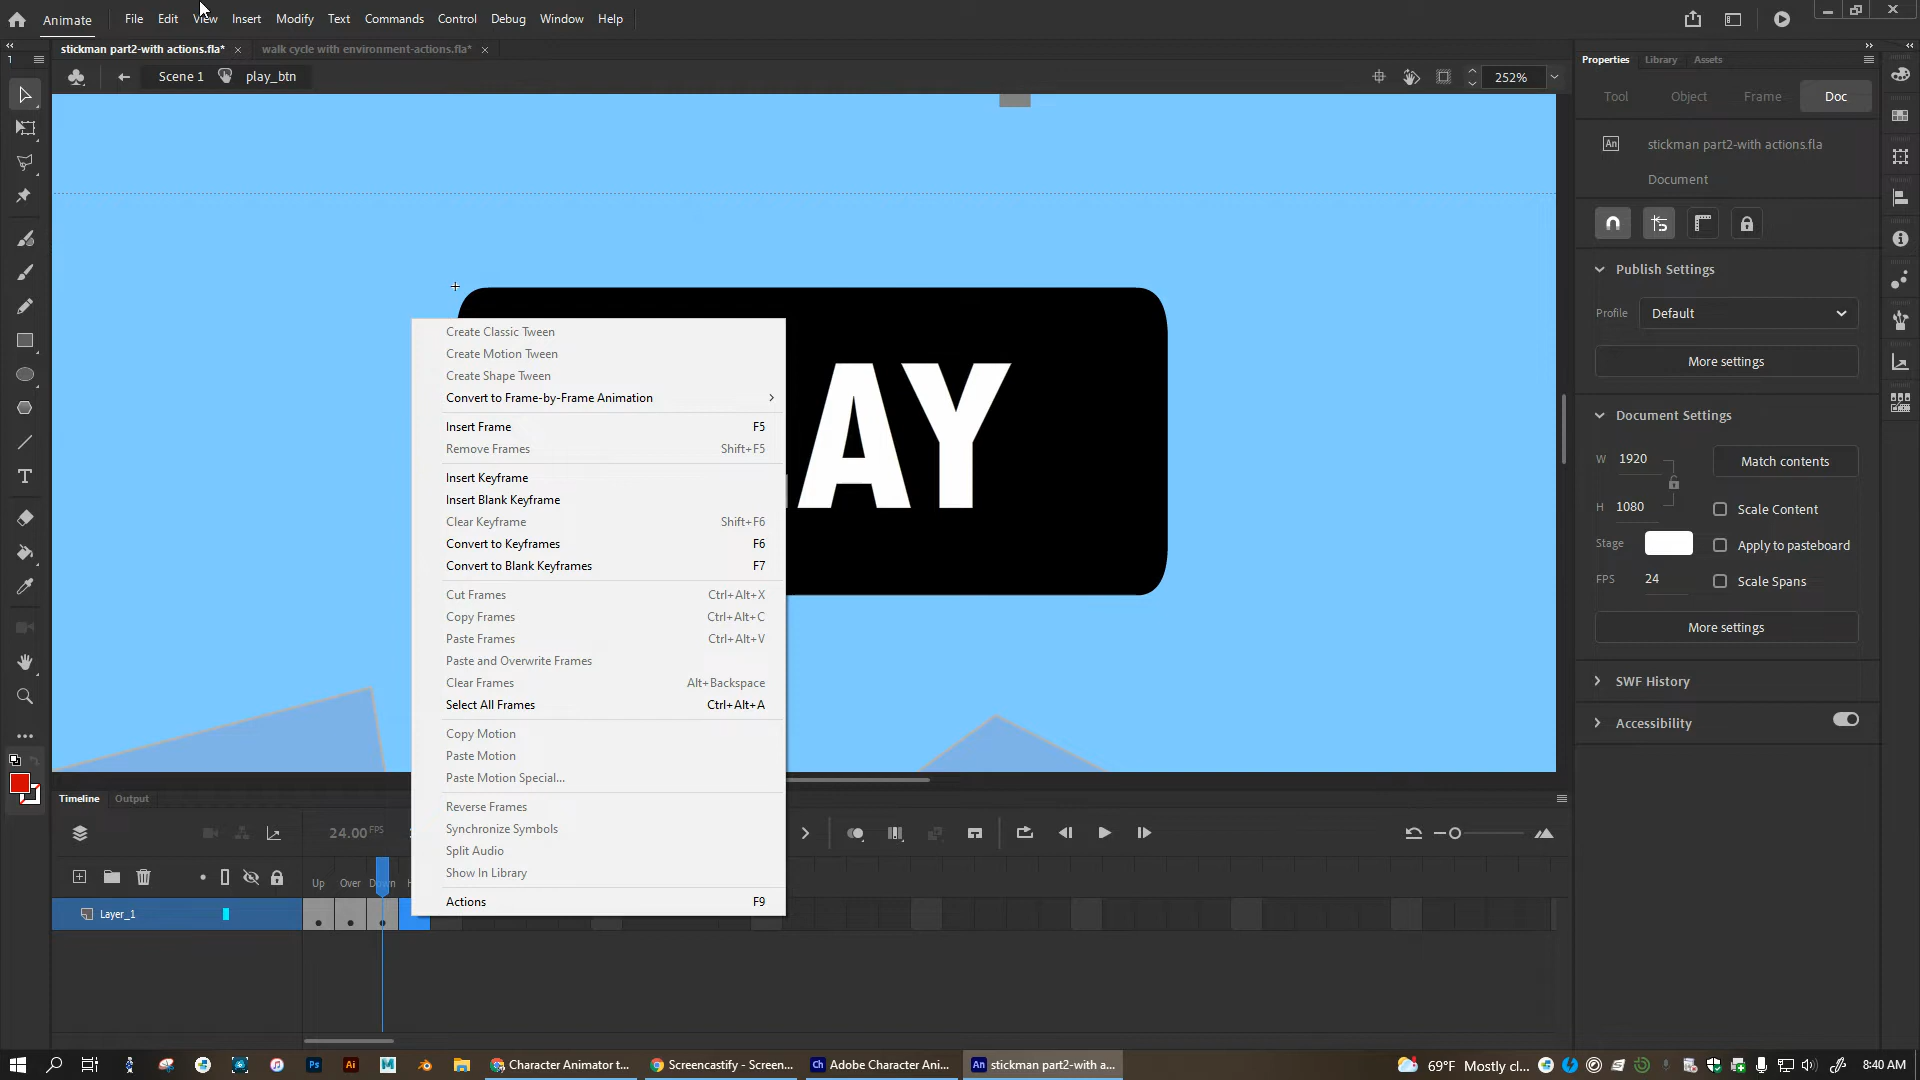 Animate File Edit View Insert Modify Text Commands Control Debug Window Help
stickman part2-with actions.fla* × walk cycle with environment-actions.fla* ×
1
Scene 1 play_btn 252%
Properties Library Assets
Tool Object Frame Doc
An stickman part2-with actions.fla
Document
Publish Settings
Profile Default
More settings
Document Settings
W 1920 Match contents
H 1080 Scale Content
Stage Apply to pasteboard
FPS 24 Scale Spans
More settings
SWF History
Accessibility
AY
Create Classic Tween
Create Motion Tween
Create Shape Tween
Convert to Frame-by-Frame Animation
Insert Frame F5
Remove Frames Shift+F5
Insert Keyframe
Insert Blank Keyframe
Clear Keyframe Shift+F6
Convert to Keyframes F6
Convert to Blank Keyframes F7
Cut Frames Ctrl+Alt+X
Copy Frames Ctrl+Alt+C
Paste Frames Ctrl+Alt+V
Paste and Overwrite Frames
Clear Frames Alt+Backspace
Select All Frames Ctrl+Alt+A
Copy Motion
Paste Motion
Paste Motion Special...
Reverse Frames
Synchronize Symbols
Split Audio
Show In Library
Actions F9
Timeline Output
24.00 FPS
Up Over Down
Layer_1
Ps Ai M Character Animator t... Screencastify - Screen... Ch Adobe Character Ani... An stickman part2-with a... 69°F Mostly cl... 8:40 AM